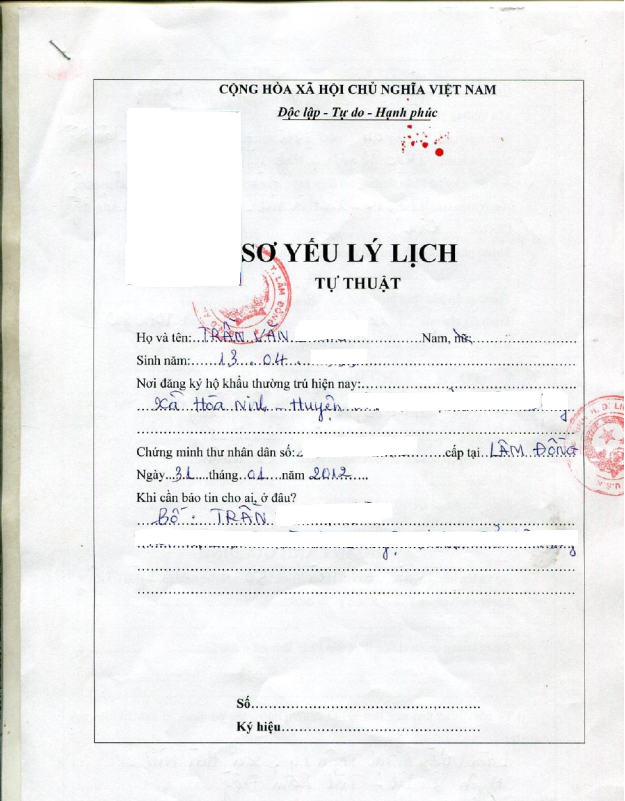 CỘNG HÒA XÃ HỘI CHỦ NGHĨA VIỆT NAM
Độc lập - Tự do - Hạnh phúc
SƠ YẾU LÝ LỊCH
TỰ THUẬT
T. LÂM ĐỒNG
Họ và tên: TRẦN VĂN Nam, nữ
Sinh năm: 13 . 04
Nơi đăng ký hộ khẩu thường trú hiện nay:
Xã Hòa Ninh - Huyện
Chứng minh thư nhân dân số: cấp tại LÂM ĐỒNG
Ngày 31 tháng 01 năm 2012
Khi cần báo tin cho ai, ở đâu?
Bố : TRẦN
Số
Ký hiệu